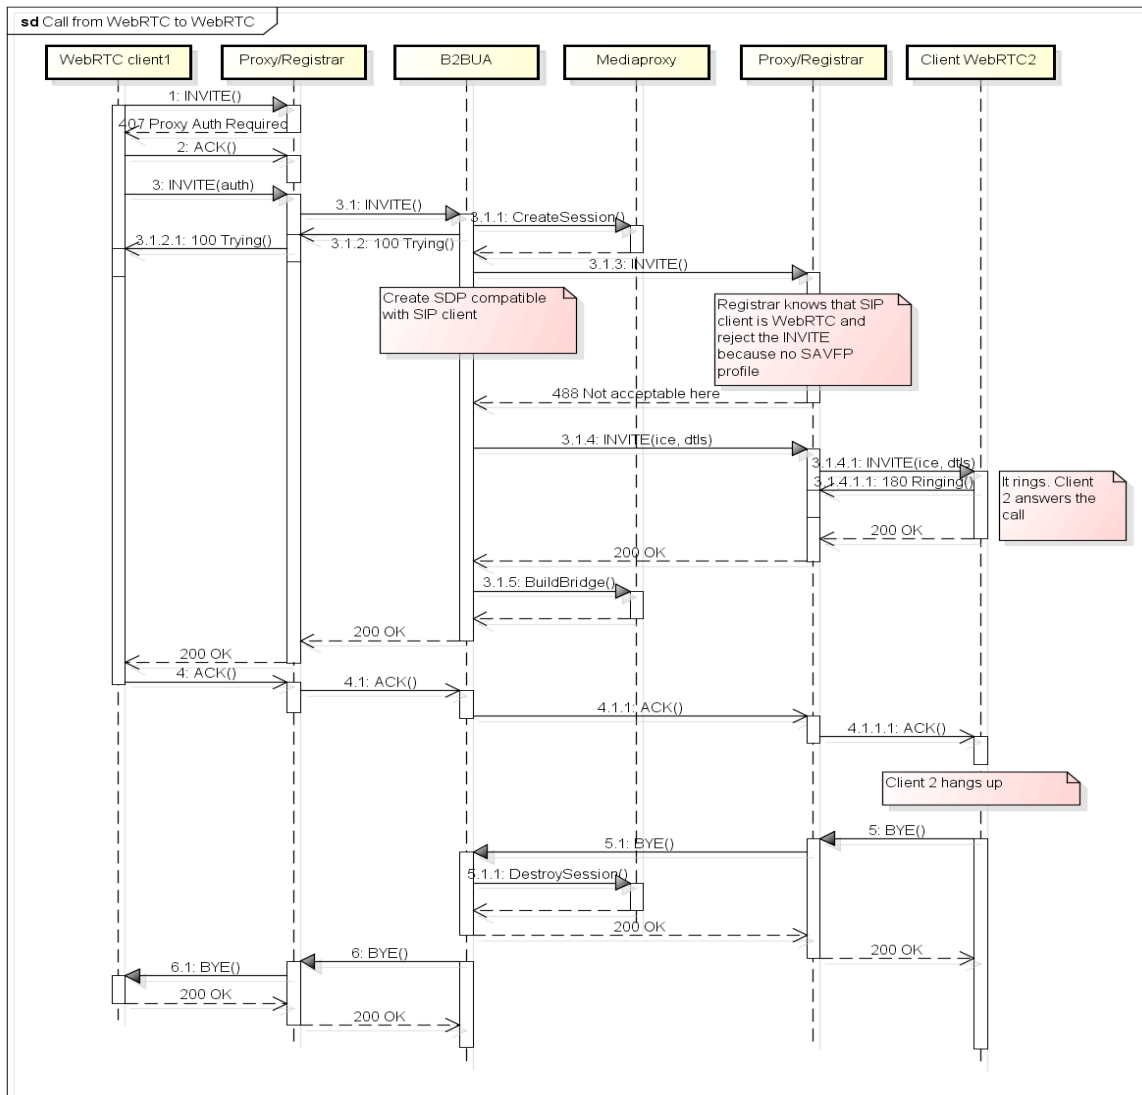 sd Call from WebRTC to WebRTC
WebRTC client1
Proxy/Registrar
B2BUA
Mediaproxy
Proxy/Registrar
Client WebRTC2
1: INVITE()
407 Proxy Auth Required
2: ACK()
3: INVITE(auth)
3.1: INVITE()
3.1.1: CreateSession()
3.1.2.1: 100 Trying()
3.1.2: 100 Trying()
3.1.3: INVITE()
Create SDP compatible
with SIP client
Registrar knows that SIP
client is WebRTC and
reject the INVITE
because no SAVFP
profile
488 Not acceptable here
3.1.4: INVITE(ice, dtls)
3.1.4.1: INVITE(ice, dtls)
3.1.4.1.1: 180 Ringing()
It rings. Client
2 answers the
call
200 OK
200 OK
3.1.5: BuildBridge()
200 OK
200 OK
4: ACK()
4.1: ACK()
4.1.1: ACK()
4.1.1.1: ACK()
Client 2 hangs up
5: BYE()
5.1: BYE()
5.1.1: DestroySession()
200 OK
200 OK
6: BYE()
6.1: BYE()
200 OK
200 OK